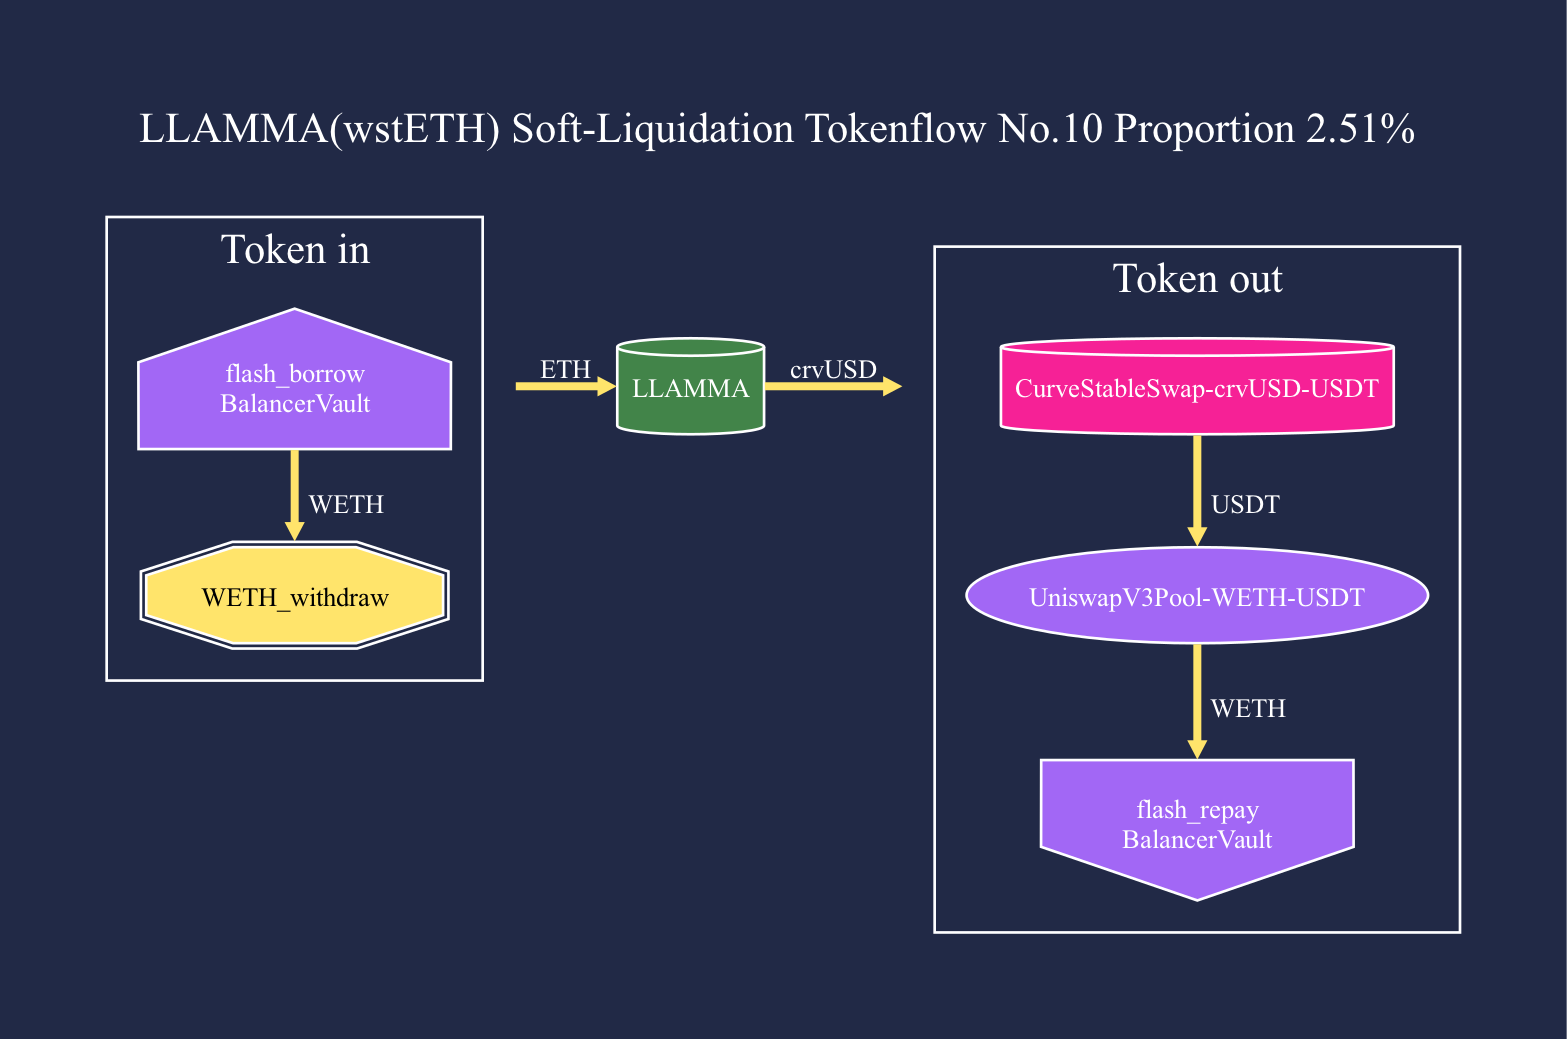 LLAMMA(wstETH) Soft-Liquidation Tokenflow No.10 Proportion 2.51%
Token in
flash_borrow
BalancerVault
WETH
WETH_withdraw
ETH
LLAMMA
crvUSD
Token out
CurveStableSwap-crvUSD-USDT
USDT
UniswapV3Pool-WETH-USDT
WETH
flash_repay
BalancerVault